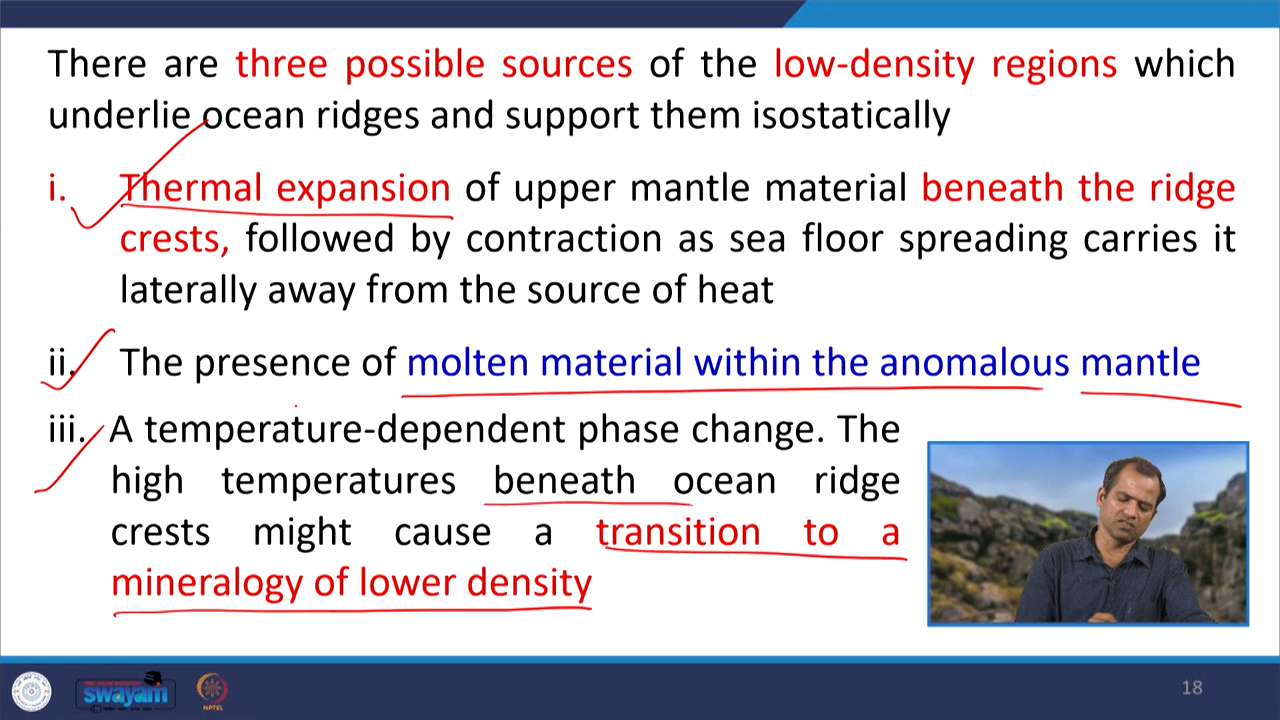 There are three possible sources of the low-density regions which
underlie ocean ridges and support them isostatically
i. Thermal expansion of upper mantle material beneath the ridge
crests, followed by contraction as sea floor spreading carries it
laterally away from the source of heat
ii. The presence of molten material within the anomalous mantle
iii. A temperature-dependent phase change. The
high temperatures beneath ocean ridge
crests might cause a transition to a
mineralogy of lower density
swayam
NPTEL
18